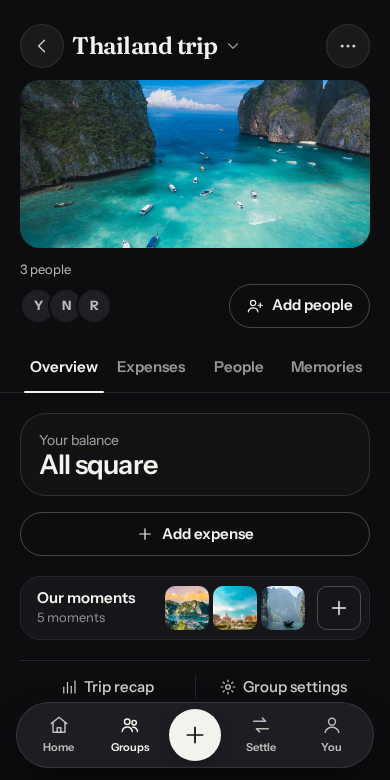 Thailand trip
3 people
Y N R
Add people
Overview Expenses People Memories
Your balance
All square
Add expense
Our moments
5 moments
Trip recap Group settings
Home Groups Settle You